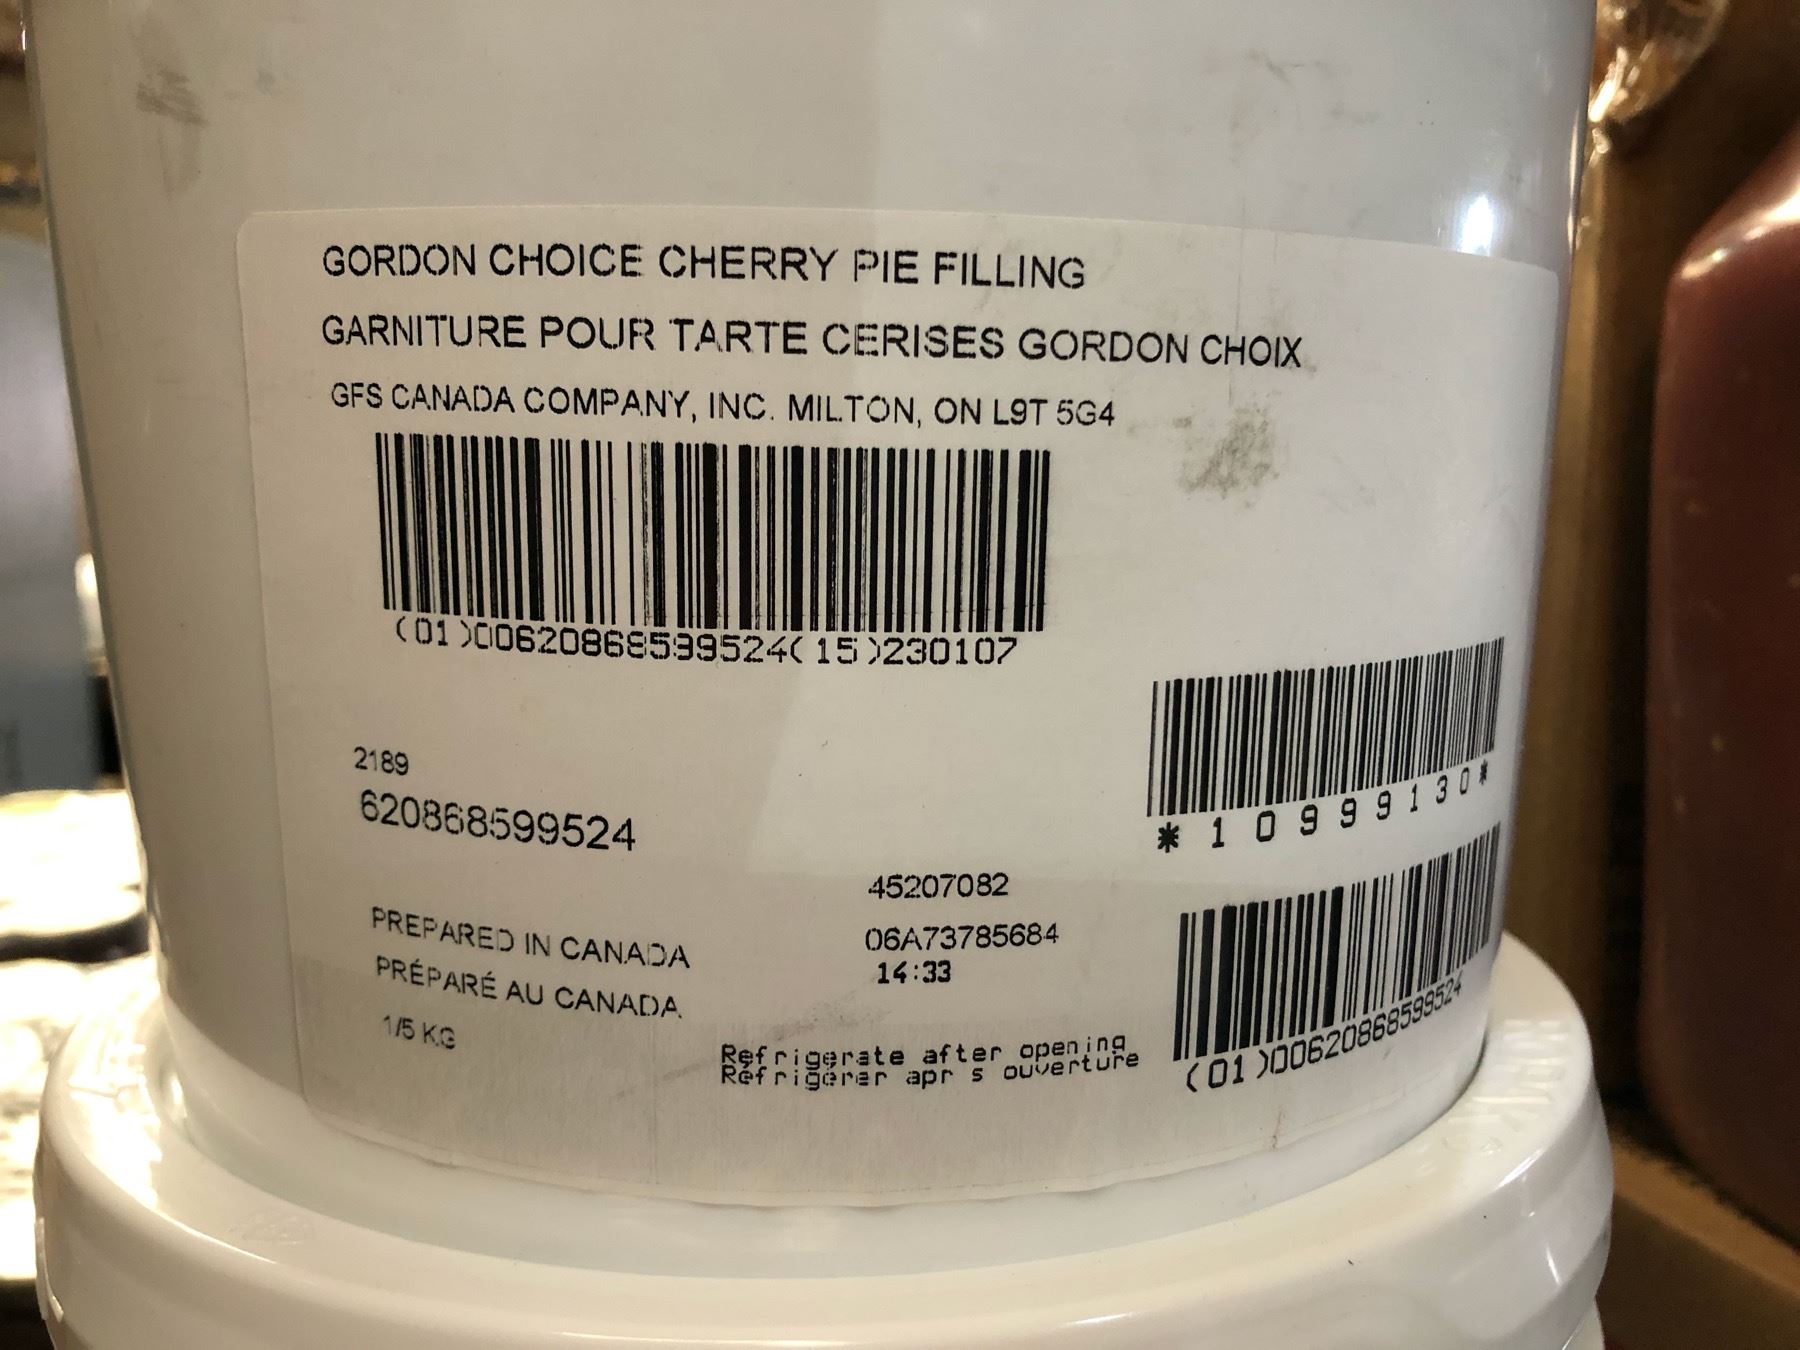 GORDON CHOICE CHERRY PIE FILLING
GARNITURE POUR TARTE CERISES GORDON CHOIX
GFS CANADA COMPANY, INC. MILTON, ON L9T 5G4
(01)00620868599524(15)230107
2189
620868599524
*10999130*
45207082
PREPARED IN CANADA
06A73785684
14:33
PRÉPARÉ AU CANADA
1/5 KG
Refrigerate after opening
Réfrigérer apr s ouverture
(01)00620868599524